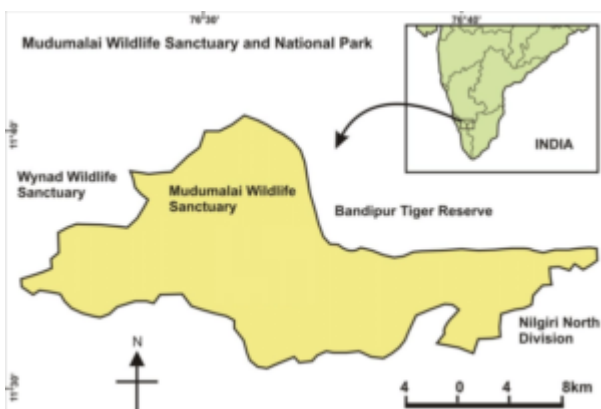 76°30'
76°40'
Mudumalai Wildlife Sanctuary and National Park
11°40'
INDIA
Wynad Wildlife
Sanctuary
Mudumalai Wildlife
Sanctuary
Bandipur Tiger Reserve
Nilgiri North
Division
N
11°30'
4 0 4 8km